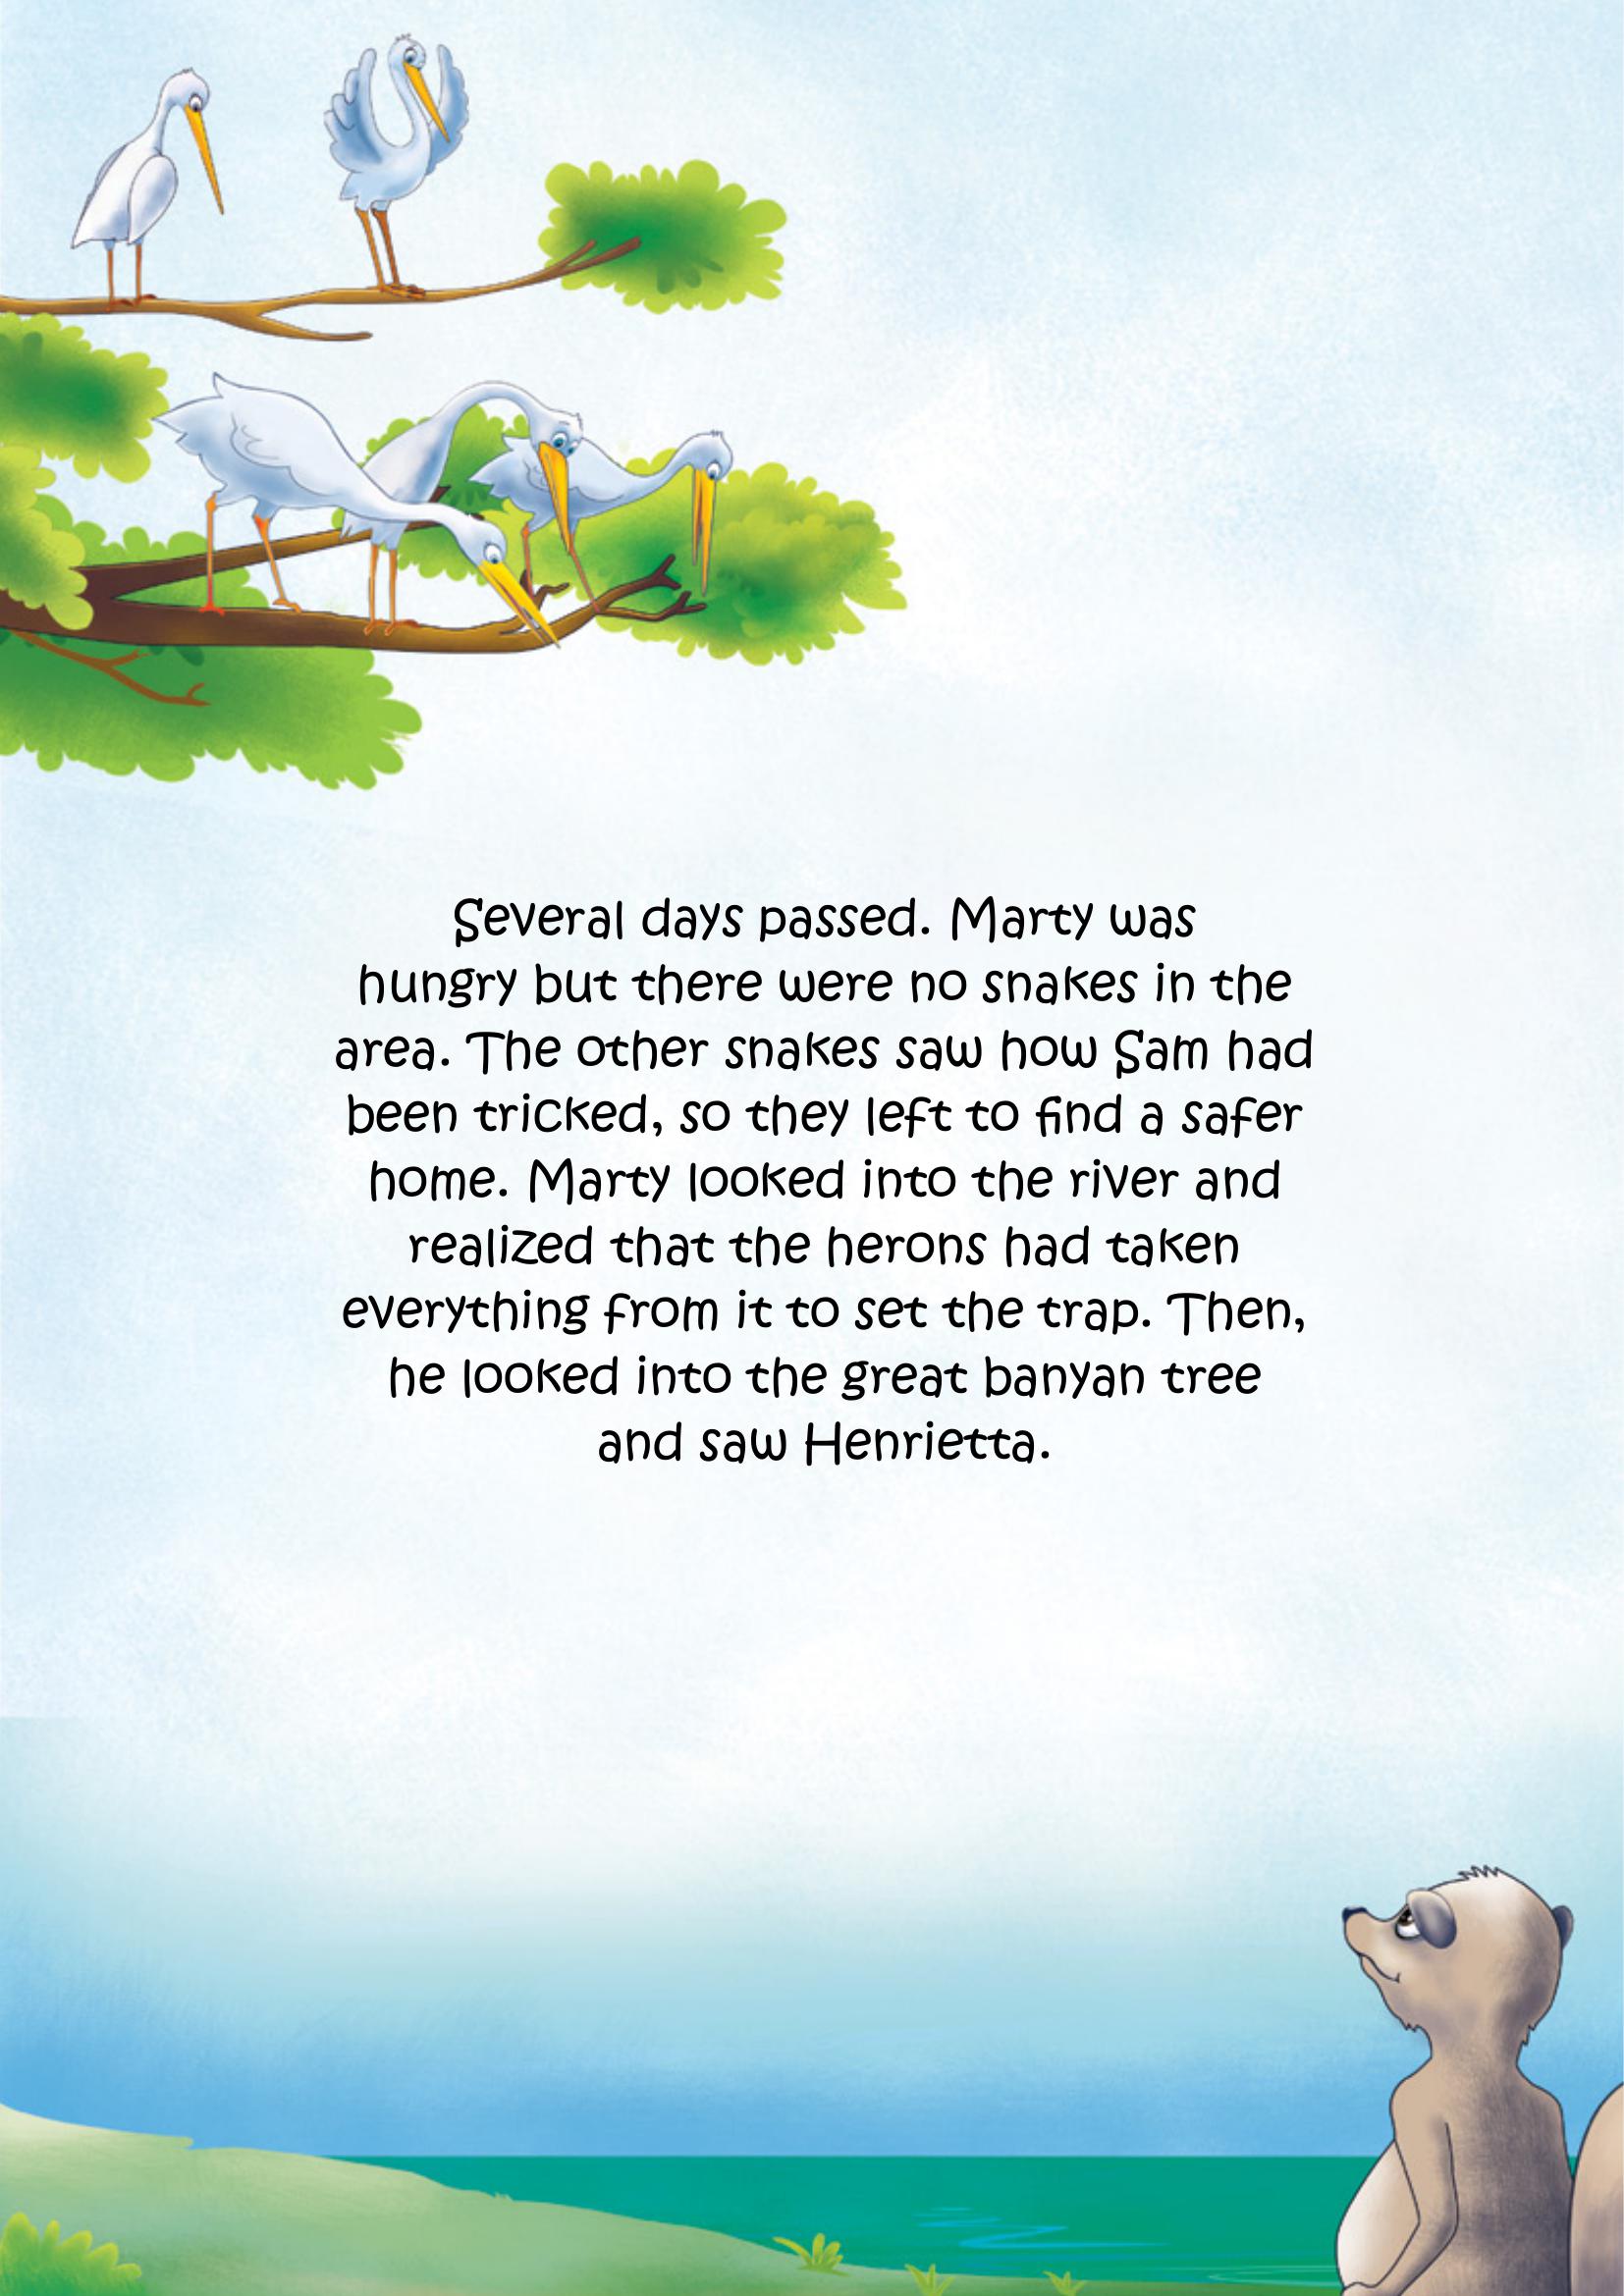 Several days passed. Marty was
hungry but there were no snakes in the
area. The other snakes saw how Sam had
been tricked, so they left to find a safer
home. Marty looked into the river and
realized that the herons had taken
everything from it to set the trap. Then,
he looked into the great banyan tree
and saw Henrietta.